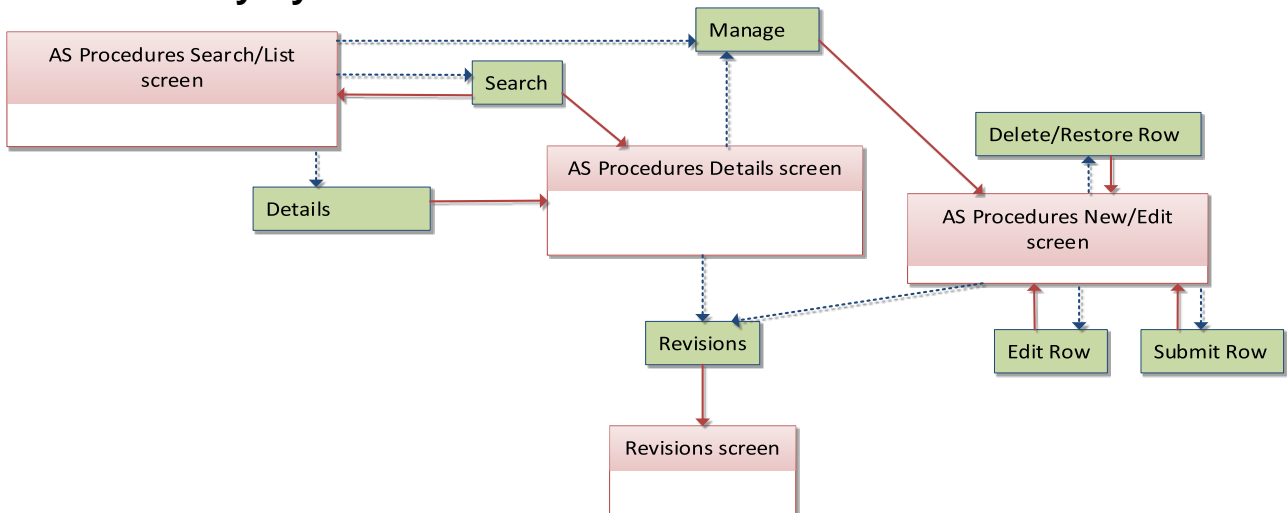 Manage
AS Procedures Search/List
screen
Search
Delete/Restore Row
AS Procedures Details screen
Details
AS Procedures New/Edit
screen
Revisions
Edit Row
Submit Row
Revisions screen